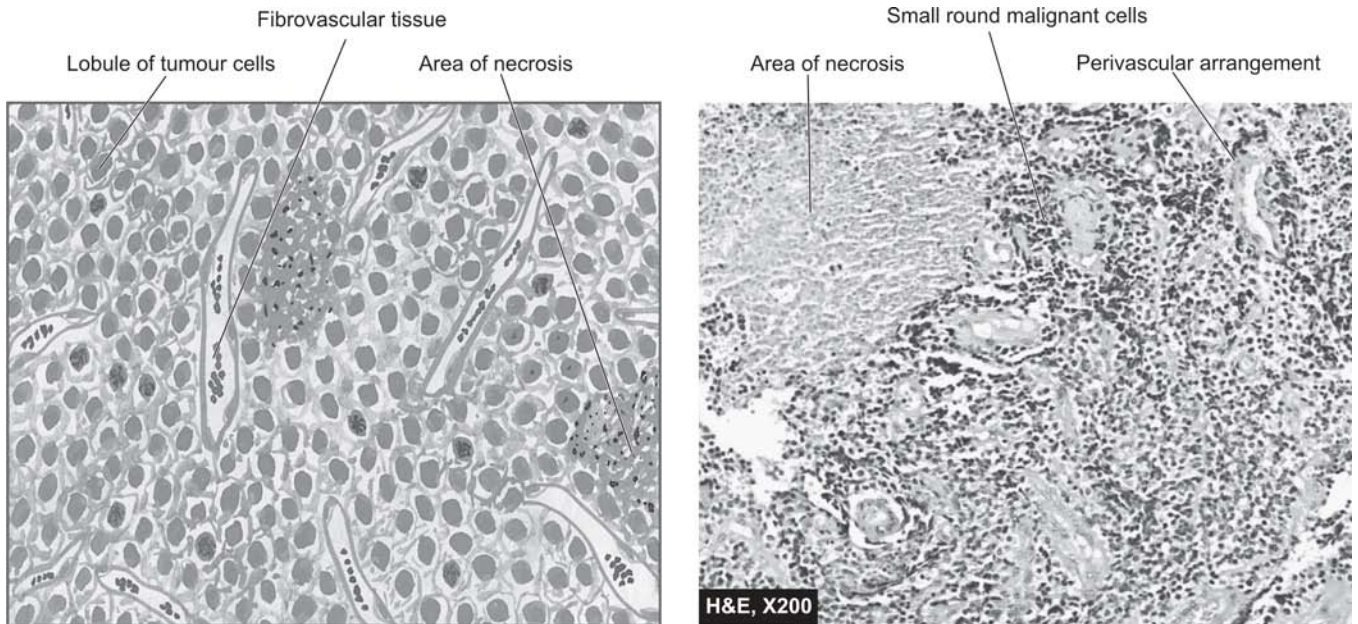 Fibrovascular tissue
Lobule of tumour cells
Area of necrosis
Small round malignant cells
Area of necrosis
Perivascular arrangement
H&E, X200